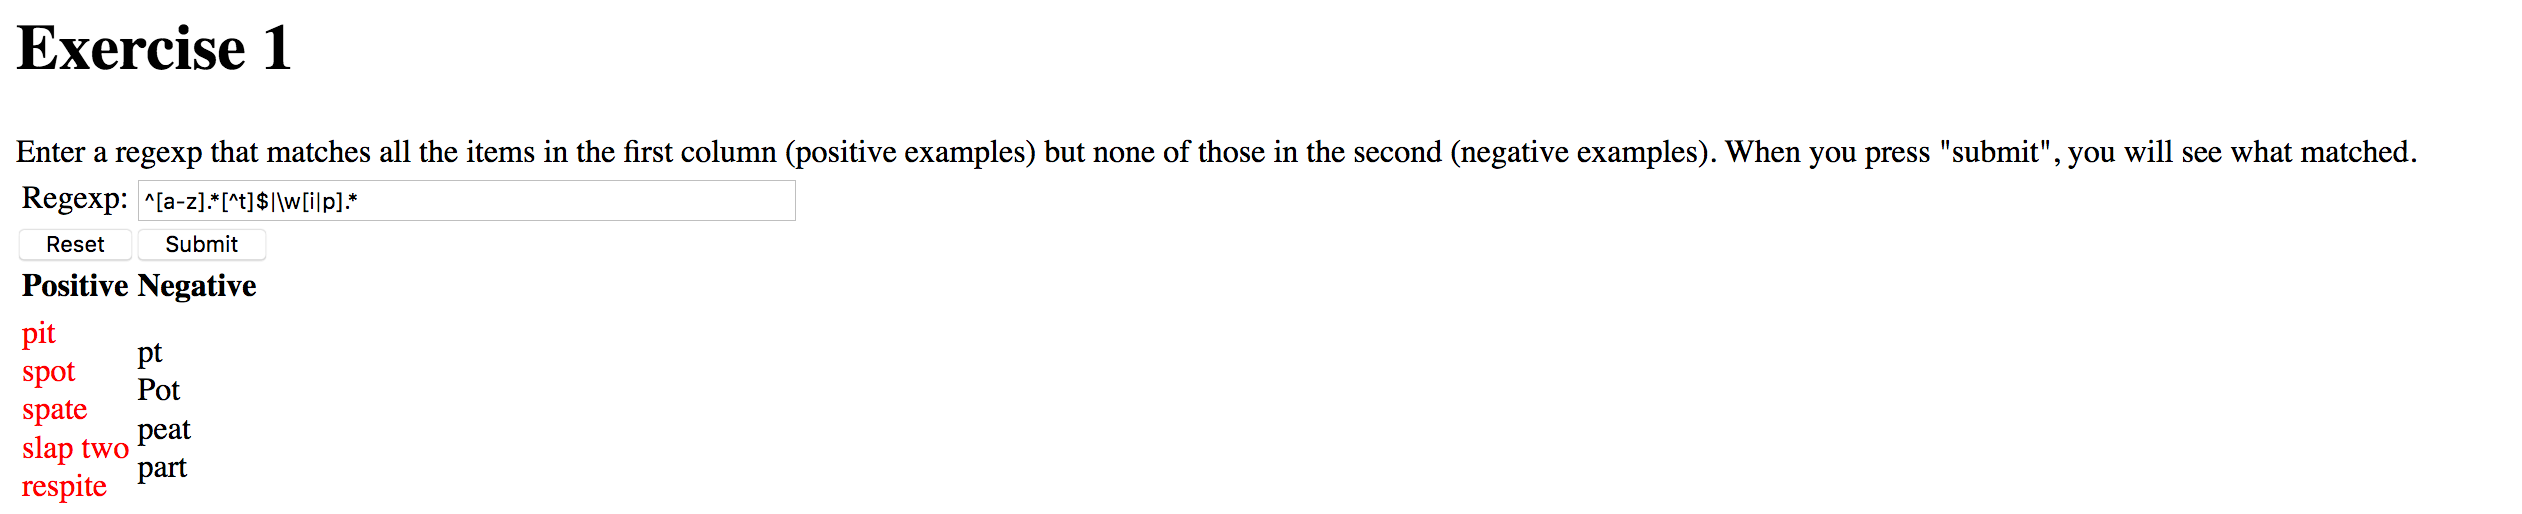 Exercise 1
Enter a regexp that matches all the items in the first column (positive examples) but none of those in the second (negative examples). When you press "submit", you will see what matched.
Regexp: ^[a-z].*[^t]$|\w[i|p].*
Reset Submit
Positive Negative
pit
spot
spate
slap two
respite
pt
Pot
peat
part